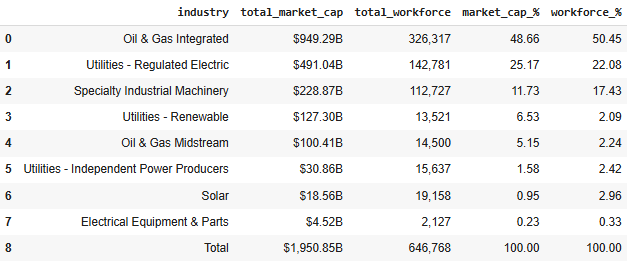 industry total_market_cap total_workforce market_cap_% workforce_%
0 Oil & Gas Integrated $949.29B 326,317 48.66 50.45
1 Utilities - Regulated Electric $491.04B 142,781 25.17 22.08
2 Specialty Industrial Machinery $228.87B 112,727 11.73 17.43
3 Utilities - Renewable $127.30B 13,521 6.53 2.09
4 Oil & Gas Midstream $100.41B 14,500 5.15 2.24
5 Utilities - Independent Power Producers $30.86B 15,637 1.58 2.42
6 Solar $18.56B 19,158 0.95 2.96
7 Electrical Equipment & Parts $4.52B 2,127 0.23 0.33
8 Total $1,950.85B 646,768 100.00 100.00